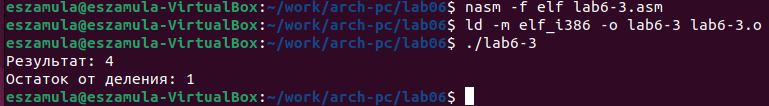 eszamula@eszamula-VirtualBox:~/work/arch-pc/lab06$ nasm -f elf lab6-3.asm
eszamula@eszamula-VirtualBox:~/work/arch-pc/lab06$ ld -m elf_i386 -o lab6-3 lab6-3.o
eszamula@eszamula-VirtualBox:~/work/arch-pc/lab06$ ./lab6-3
Результат: 4
Остаток от деления: 1
eszamula@eszamula-VirtualBox:~/work/arch-pc/lab06$